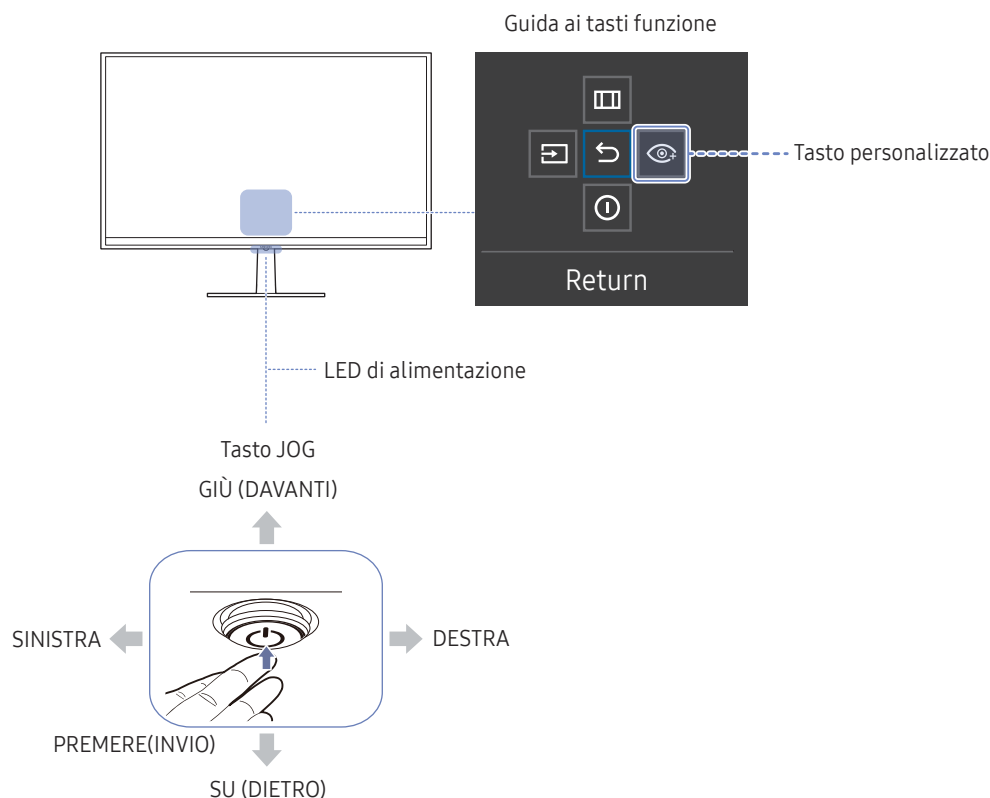 Guida ai tasti funzione
Tasto personalizzato
Return
LED di alimentazione
Tasto JOG
GIÙ (DAVANTI)
SINISTRA
DESTRA
PREMERE(INVIO)
SU (DIETRO)